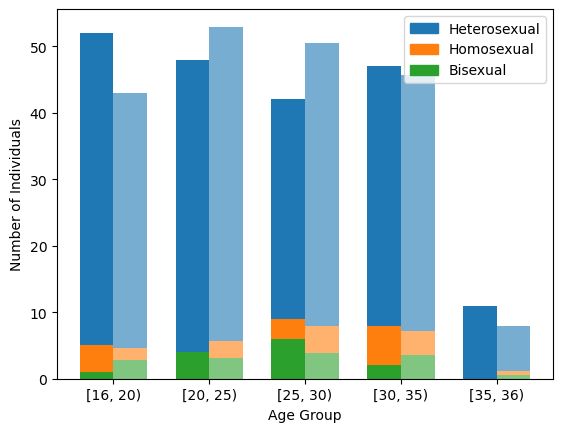 Heterosexual
Homosexual
Bisexual
Number of Individuals
50
40
30
20
10
0
[16, 20)
[20, 25)
[25, 30)
[30, 35)
[35, 36)
Age Group